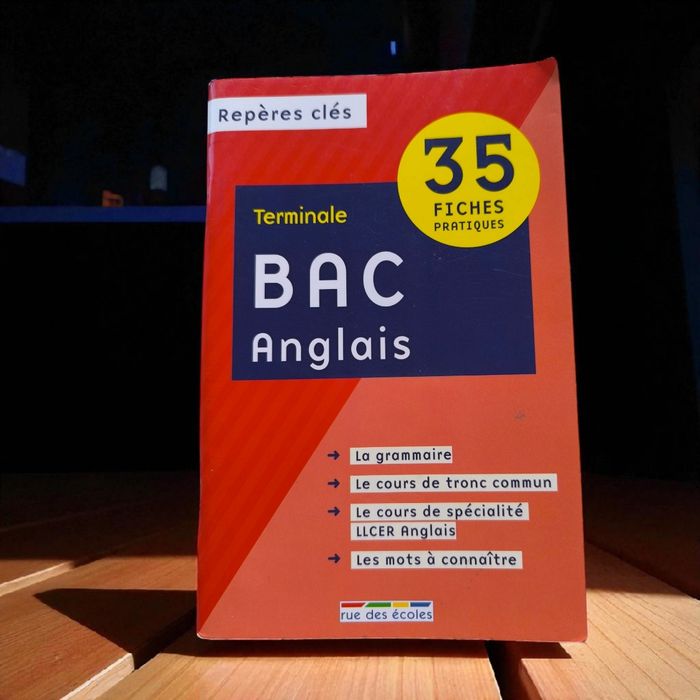 Repères clés
35
FICHES
PRATIQUES
Terminale
BAC
Anglais
→ La grammaire
→ Le cours de tronc commun
→ Le cours de spécialité
LLCER Anglais
→ Les mots à connaître
rue des écoles